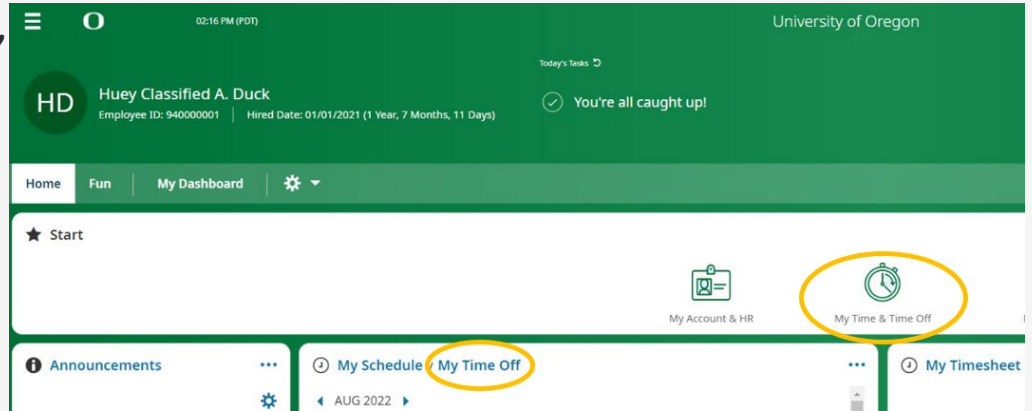 O
02:16 PM (PDT)
University of Oregon
Today's Tasks
HD
Huey Classified A. Duck
You're all caught up!
Employee ID: 940000001 | Hired Date: 01/01/2021 (1 Year, 7 Months, 11 Days)
Home Fun My Dashboard
Start
My Account & HR My Time & Time Off
Announcements ... My Schedule / My Time Off ... My Timesheet
AUG 2022